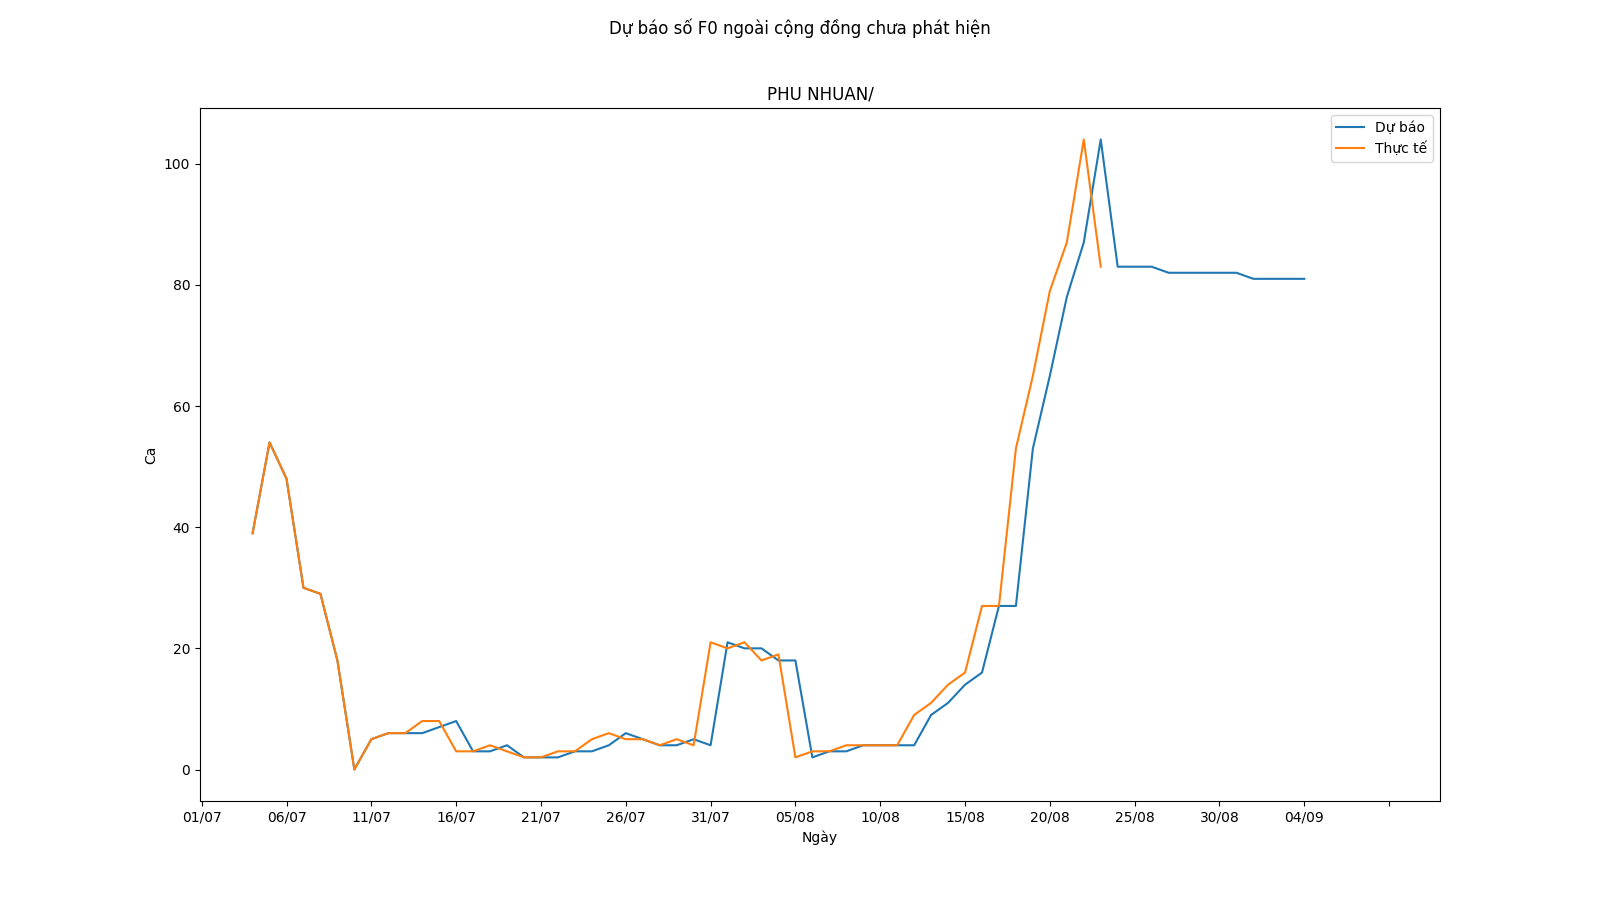 Dự báo số F0 ngoài cộng đồng chưa phát hiện
PHU NHUAN/
Dự báo
Thực tế
100
80
60
40
20
0
Ca
01/07 06/07 11/07 16/07 21/07 26/07 31/07 05/08 10/08 15/08 20/08 25/08 30/08 04/09
Ngày